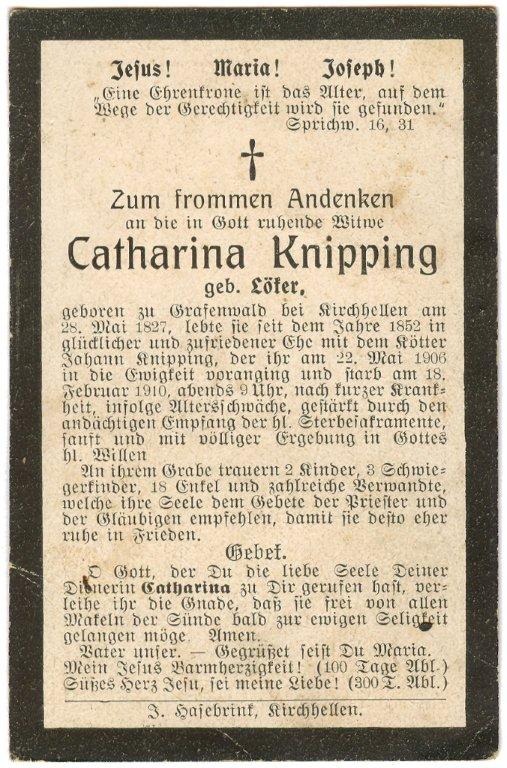 Jesus! Maria! Joseph!
„Eine Ehrenkrone ist das Alter, auf dem
Wege der Gerechtigkeit wird sie gefunden.“
Sprichw. 16, 31
Zum frommen Andenken
an die in Gott ruhende Witwe
Catharina Knipping
geb. Löker,
geboren zu Grafenwald bei Kirchhellen am
28. Mai 1827, lebte sie seit dem Jahre 1852 in
glücklicher und zufriedener Ehe mit dem Kötter
Johann Knipping, der ihr am 22. Mai 1906
in die Ewigkeit voranging und starb am 18.
Februar 1910, abends 9 Uhr, nach kurzer Krank-
heit, infolge Altersschwäche, gestärkt durch den
andächtigen Empfang der hl. Sterbesakramente,
sanft und mit völliger Ergebung in Gottes
hl. Willen
An ihrem Grabe trauern 2 Kinder, 3 Schwie-
gerkinder, 18 Enkel und zahlreiche Verwandte,
welche ihre Seele dem Gebete der Priester und
der Gläubigen empfehlen, damit sie desto eher
ruhe in Frieden.
Gebet.
O Gott, der Du die liebe Seele Deiner
Dienerin Catharina zu Dir gerufen hast, ver-
leihe ihr die Gnade, daß sie frei von allen
Makeln der Sünde bald zur ewigen Seligkeit
gelangen möge. Amen.
Vater unser. — Gegrüßet seist Du Maria.
Mein Jesus Barmherzigkeit! (100 Tage Abl.)
Süßes Herz Jesu, sei meine Liebe! (300 T. Abl.)
J. Hasebrink, Kirchhellen.